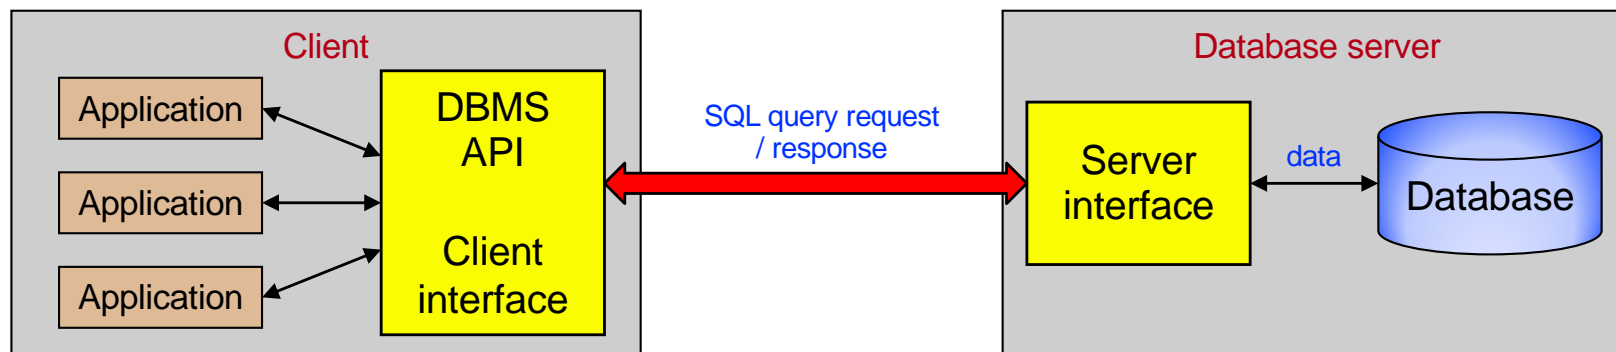 Client
Application
Application
Application
DBMS
API
Client
interface
SQL query request
/ response
Database server
Server
interface
data
Database